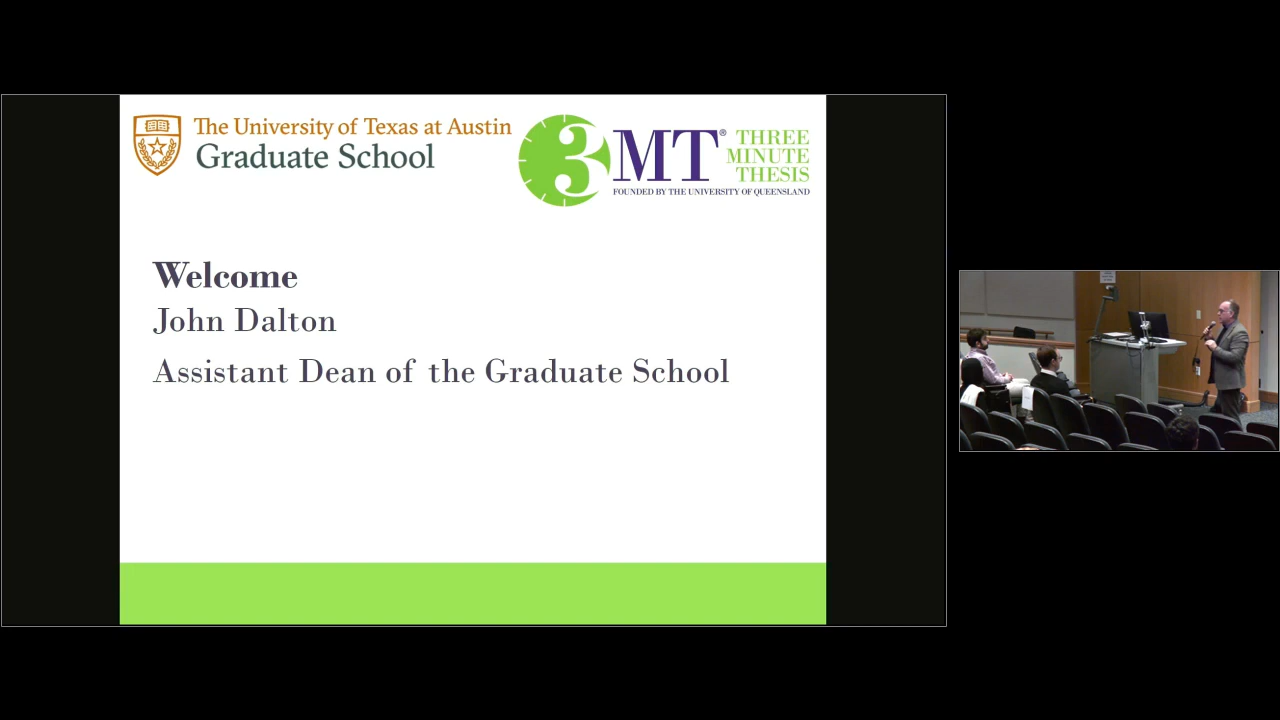 The University of Texas at Austin
Graduate School
3MT® THREE
MINUTE
THESIS
FOUNDED BY THE UNIVERSITY OF QUEENSLAND
Welcome
John Dalton
Assistant Dean of the Graduate School